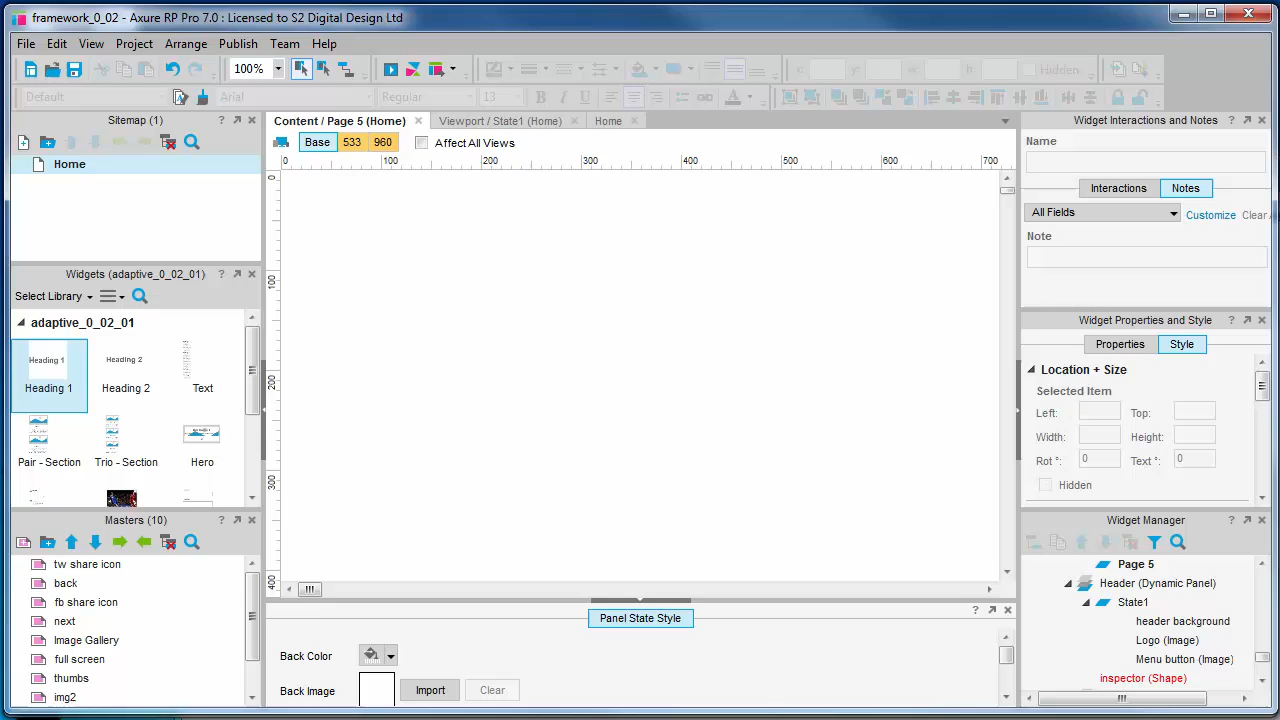 framework_0_02 - Axure RP Pro 7.0 : Licensed to S2 Digital Design Ltd
File Edit View Project Arrange Publish Team Help
100% x: y: w: h: Hidden
Default Arial Regular 13 B I U A
Sitemap (1) ?
Home
Widgets (adaptive_0_02_01) ?
Select Library
adaptive_0_02_01
Heading 1 Heading 2
Heading 1 Heading 2 Text
Pair - Section Trio - Section Hero
Masters (10) ?
tw share icon
back
fb share icon
next
Image Gallery
full screen
thumbs
img2
Content / Page 5 (Home) Viewport / State1 (Home) Home
Base 533 960 Affect All Views
0 100 200 300 400 500 600 700
0
100
200
300
400
?
Panel State Style
Back Color
Back Image Import Clear
Widget Interactions and Notes ?
Name
Interactions Notes
All Fields Customize Clear
Note
Widget Properties and Style ?
Properties Style
Location + Size
Selected Item
Left: Top:
Width: Height:
Rot °: 0 Text °: 0
Hidden
Widget Manager ?
Page 5
Header (Dynamic Panel)
State1
header background
Logo (Image)
Menu button (Image)
inspector (Shape)